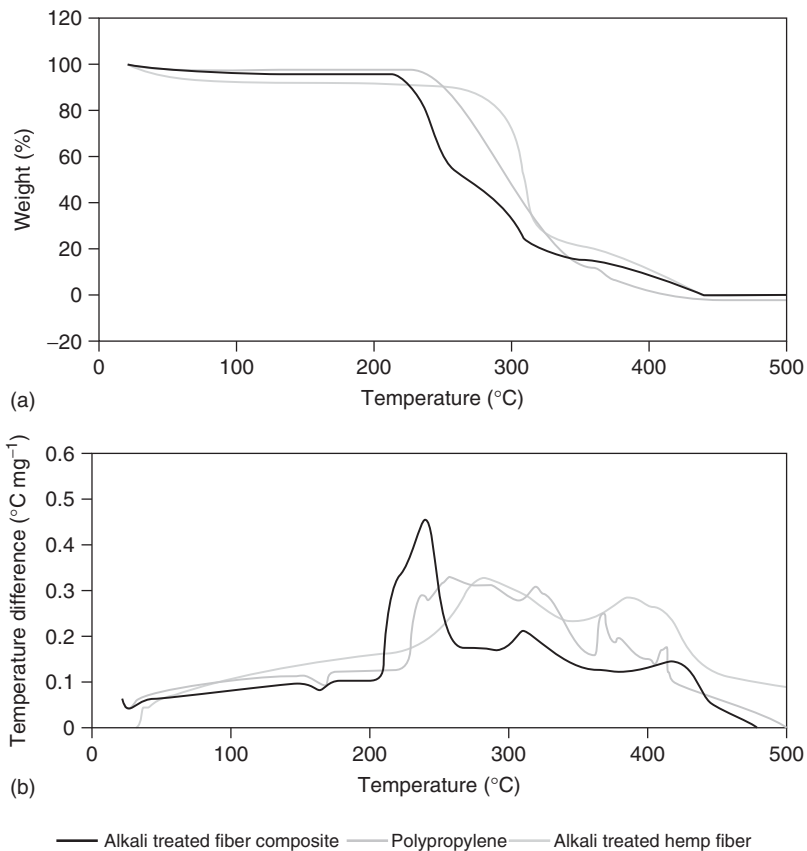 120
100
80
60
40
20
0
−20
Weight (%)
0 100 200 300 400 500
Temperature (°C)
(a)
0.6
0.5
0.4
0.3
0.2
0.1
0
Temperature difference (°C mg−1)
0 100 200 300 400 500
Temperature (°C)
(b)
Alkali treated fiber composite Polypropylene Alkali treated hemp fiber